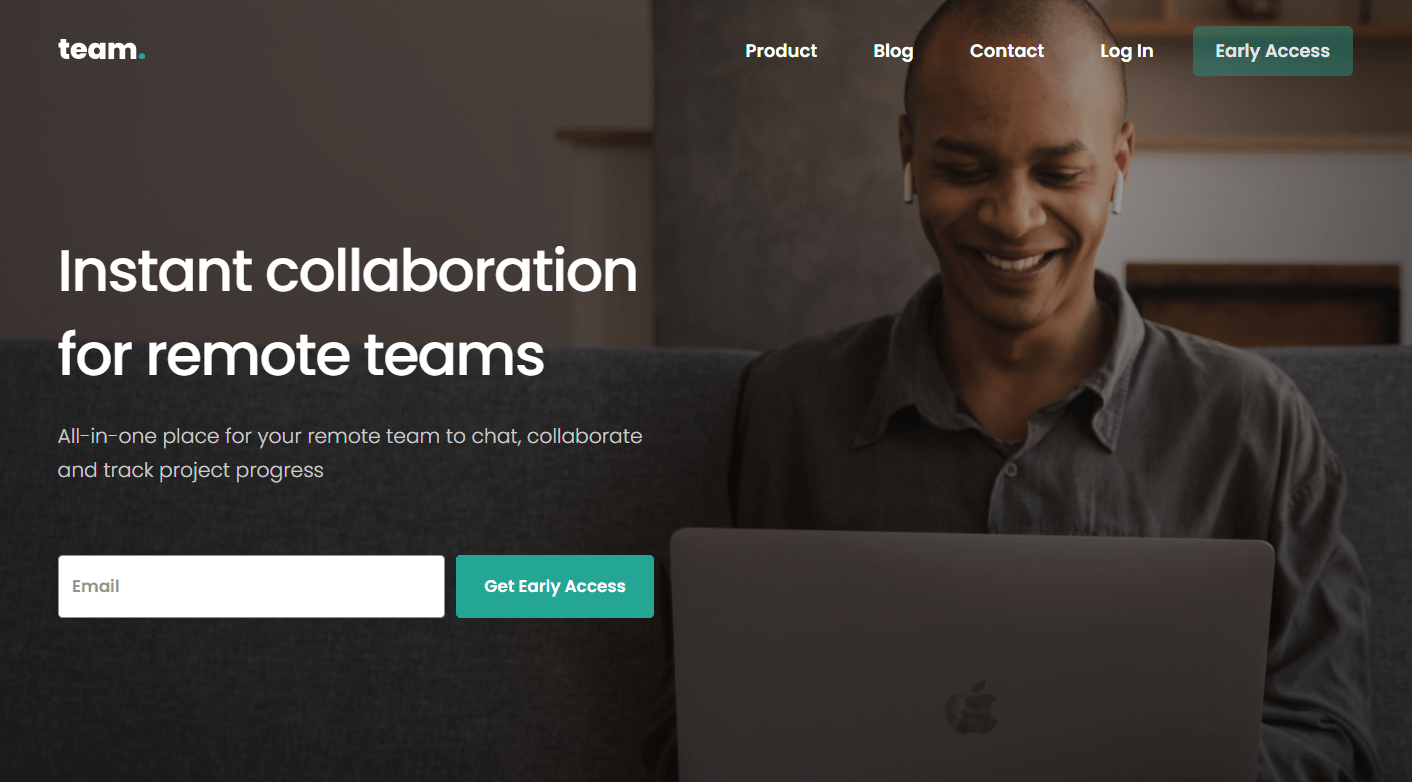 team.
Product
Blog
Contact
Log In
Early Access
Instant collaboration
for remote teams
All-in-one place for your remote team to chat, collaborate
and track project progress
Email
Get Early Access